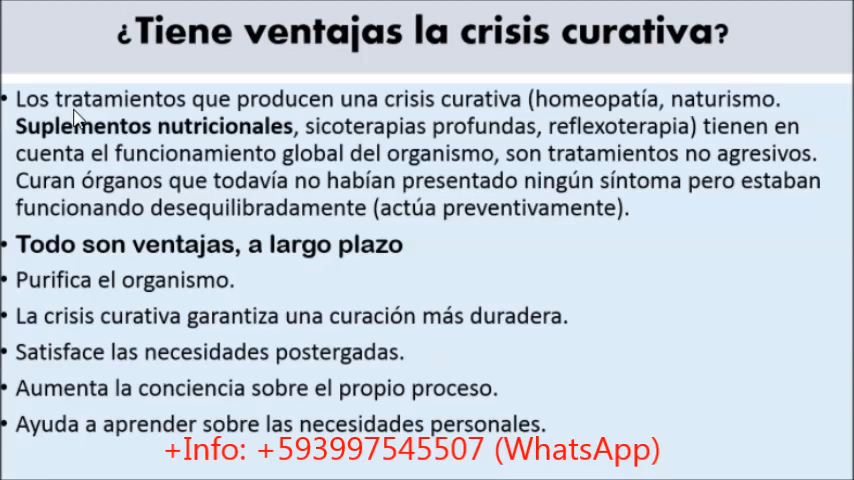 ¿Tiene ventajas la crisis curativa?
• Los tratamientos que producen una crisis curativa (homeopatía, naturismo.
Suplementos nutricionales, sicoterapias profundas, reflexoterapia) tienen en
cuenta el funcionamiento global del organismo, son tratamientos no agresivos.
Curan órganos que todavía no habían presentado ningún síntoma pero estaban
funcionando desequilibradamente (actúa preventivamente).
• Todo son ventajas, a largo plazo
• Purifica el organismo.
• La crisis curativa garantiza una curación más duradera.
• Satisface las necesidades postergadas.
• Aumenta la conciencia sobre el propio proceso.
• Ayuda a aprender sobre las necesidades personales.
+Info: +593997545507 (WhatsApp)